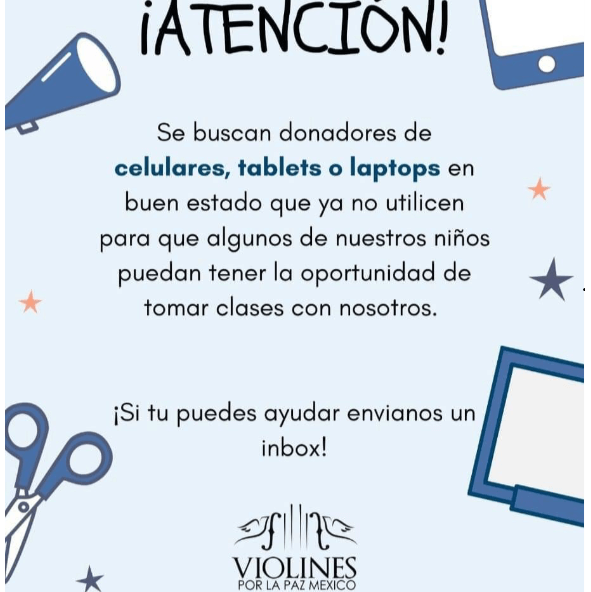 ¡ATENCIÓN!
Se buscan donadores de
celulares, tablets o laptops en
buen estado que ya no utilicen
para que algunos de nuestros niños
puedan tener la oportunidad de
tomar clases con nosotros.
¡Si tu puedes ayudar envianos un
inbox!
VIOLINES
POR LA PAZ MEXICO